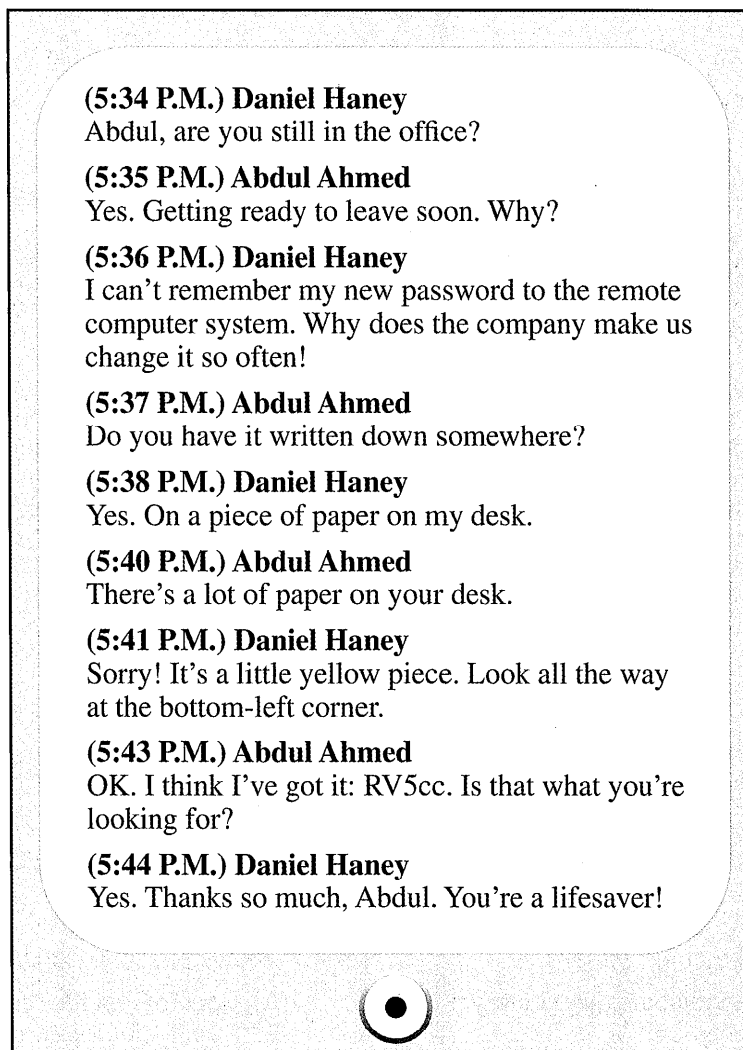 (5:34 P.M.) Daniel Haney
Abdul, are you still in the office?
(5:35 P.M.) Abdul Ahmed
Yes. Getting ready to leave soon. Why?
(5:36 P.M.) Daniel Haney
I can't remember my new password to the remote
computer system. Why does the company make us
change it so often!
(5:37 P.M.) Abdul Ahmed
Do you have it written down somewhere?
(5:38 P.M.) Daniel Haney
Yes. On a piece of paper on my desk.
(5:40 P.M.) Abdul Ahmed
There's a lot of paper on your desk.
(5:41 P.M.) Daniel Haney
Sorry! It's a little yellow piece. Look all the way
at the bottom-left corner.
(5:43 P.M.) Abdul Ahmed
OK. I think I've got it: RV5cc. Is that what you're
looking for?
(5:44 P.M.) Daniel Haney
Yes. Thanks so much, Abdul. You're a lifesaver!